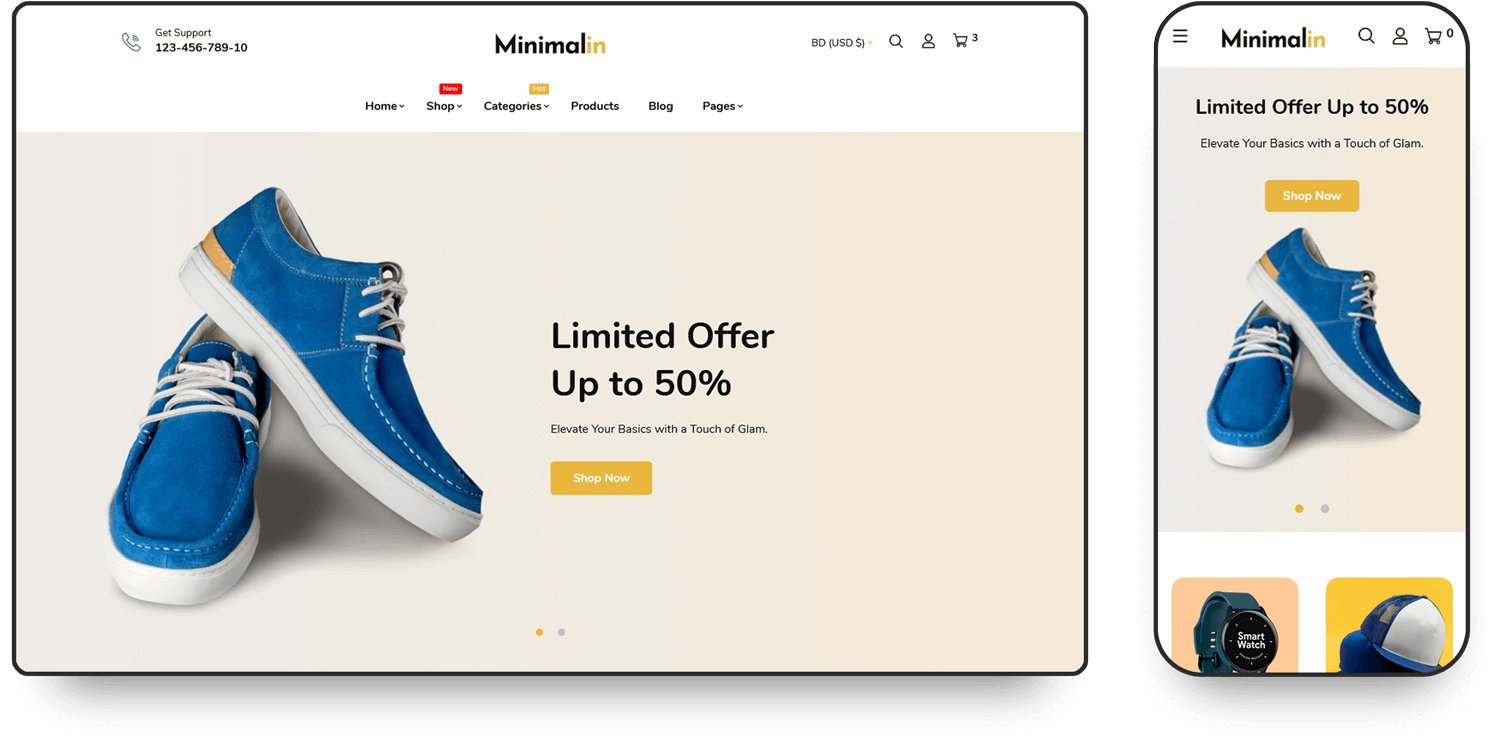 Get Support
123-456-789-10
Minimalin
BD (USD $)
3
New
Hot
Home
Shop
Categories
Products
Blog
Pages
Limited Offer
Up to 50%
Elevate Your Basics with a Touch of Glam.
Shop Now
Minimalin
0
Limited Offer Up to 50%
Elevate Your Basics with a Touch of Glam.
Shop Now
Smart
Watch